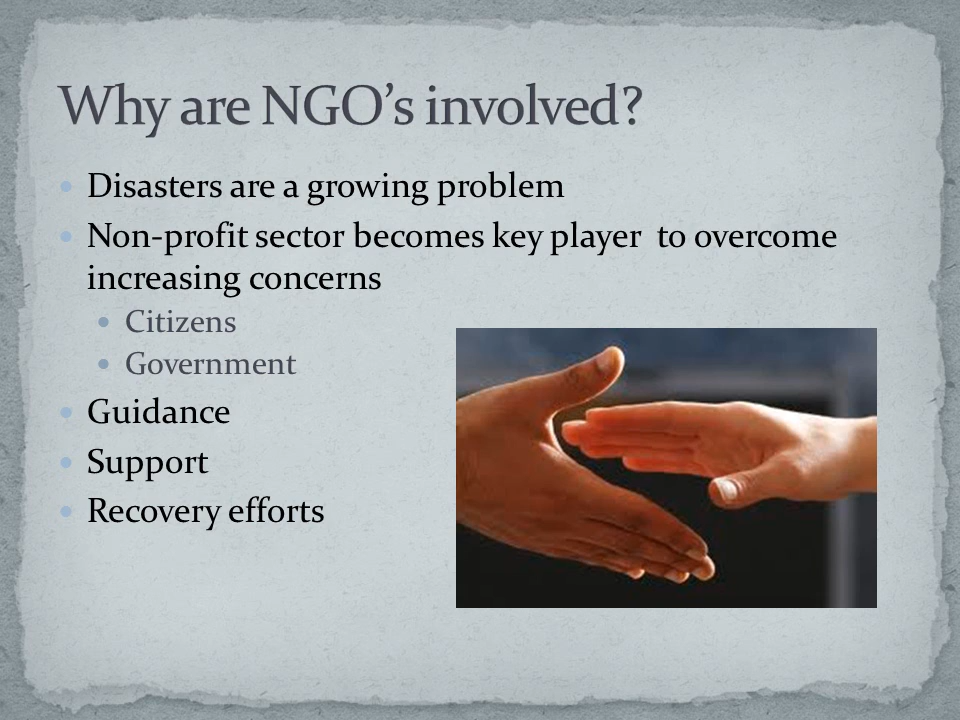 Why are NGO's involved?
Disasters are a growing problem
Non-profit sector becomes key player  to overcome
increasing concerns
Citizens
Government
Guidance
Support
Recovery efforts